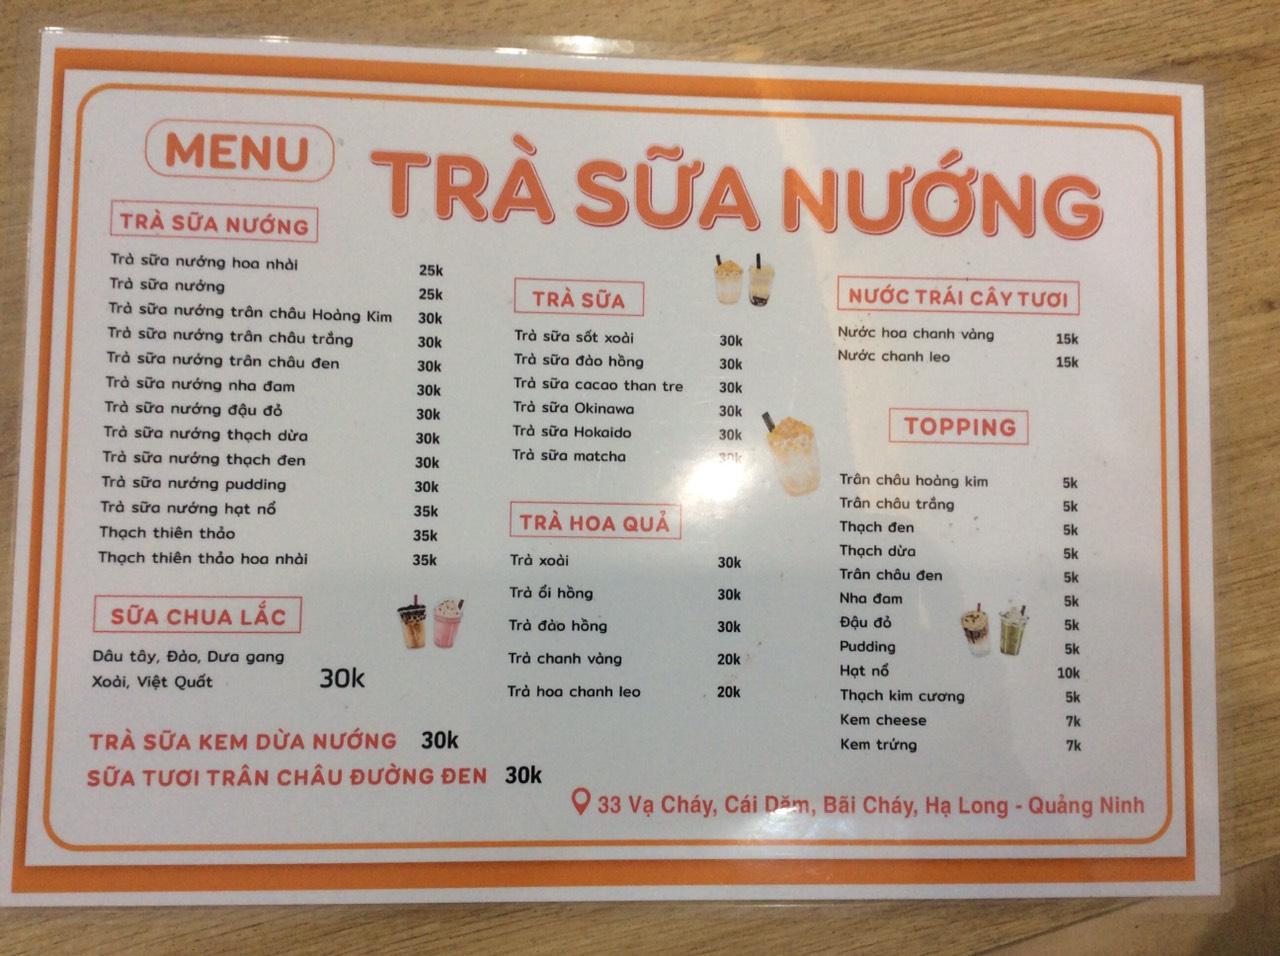 MENU
TRÀ SỮA NƯỚNG
TRÀ SỮA NƯỚNG
Trà sữa nướng hoa nhài 25k
Trà sữa nướng 25k
Trà sữa nướng trân châu Hoàng Kim 30k
Trà sữa nướng trân châu trắng 30k
Trà sữa nướng trân châu đen 30k
Trà sữa nướng nha đam 30k
Trà sữa nướng đậu đỏ 30k
Trà sữa nướng thạch dừa 30k
Trà sữa nướng thạch đen 30k
Trà sữa nướng pudding 30k
Trà sữa nướng hạt nổ 35k
Thạch thiên thảo 35k
Thạch thiên thảo hoa nhài 35k
SỮA CHUA LẮC
Dâu tây, Đào, Dưa gang
Xoài, Việt Quất 30k
TRÀ SỮA KEM DỪA NƯỚNG 30k
SỮA TƯƠI TRÂN CHÂU ĐƯỜNG ĐEN 30k
TRÀ SỮA
Trà sữa sốt xoài 30k
Trà sữa đào hồng 30k
Trà sữa cacao than tre 30k
Trà sữa Okinawa 30k
Trà sữa Hokaido 30k
Trà sữa matcha 30k
TRÀ HOA QUẢ
Trà xoài 30k
Trà ổi hồng 30k
Trà đào hồng 30k
Trà chanh vàng 20k
Trà hoa chanh leo 20k
NƯỚC TRÁI CÂY TƯƠI
Nước hoa chanh vàng 15k
Nước chanh leo 15k
TOPPING
Trân châu hoàng kim 5k
Trân châu trắng 5k
Thạch đen 5k
Thạch dừa 5k
Trân châu đen 5k
Nha đam 5k
Đậu đỏ 5k
Pudding 5k
Hạt nổ 10k
Thạch kim cương 5k
Kem cheese 7k
Kem trứng 7k
33 Vạ Cháy, Cái Dăm, Bãi Cháy, Hạ Long - Quảng Ninh